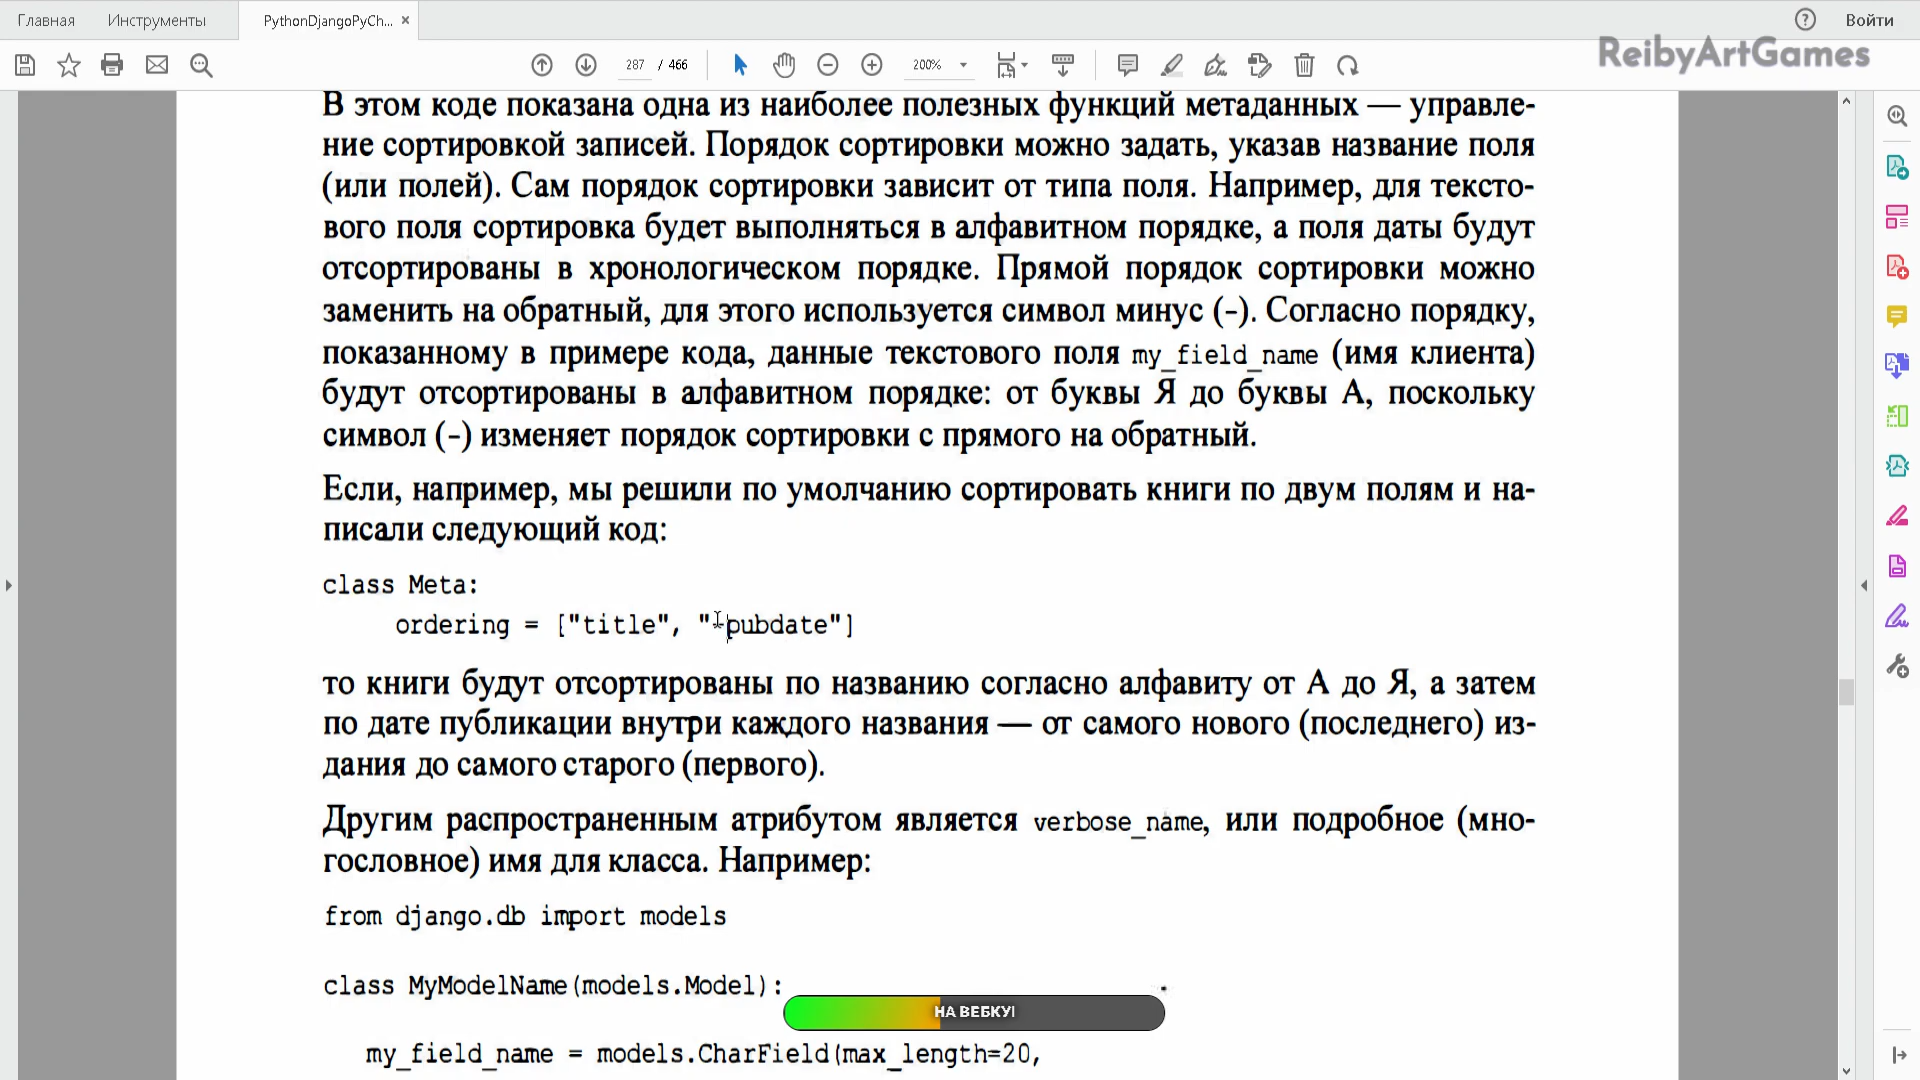 Главная Инструменты PythonDjangoPyCh... × Войти
ReibyArtGames
287 / 466 200%
В этом коде показана одна из наиболее полезных функций метаданных — управле-
ние сортировкой записей. Порядок сортировки можно задать, указав название поля
(или полей). Сам порядок сортировки зависит от типа поля. Например, для тексто-
вого поля сортировка будет выполняться в алфавитном порядке, а поля даты будут
отсортированы в хронологическом порядке. Прямой порядок сортировки можно
заменить на обратный, для этого используется символ минус (-). Согласно порядку,
показанному в примере кода, данные текстового поля my_field_name (имя клиента)
будут отсортированы в алфавитном порядке: от буквы Я до буквы А, поскольку
символ (-) изменяет порядок сортировки с прямого на обратный.
Если, например, мы решили по умолчанию сортировать книги по двум полям и на-
писали следующий код:
class Meta:
ordering = ["title", "-pubdate"]
то книги будут отсортированы по названию согласно алфавиту от А до Я, а затем
по дате публикации внутри каждого названия — от самого нового (последнего) из-
дания до самого старого (первого).
Другим распространенным атрибутом является verbose_name, или подробное (мно-
гословное) имя для класса. Например:
from django.db import models
class MyModelName(models.Model):
НА ВЕБКУ!
my_field_name = models.CharField(max_length=20,